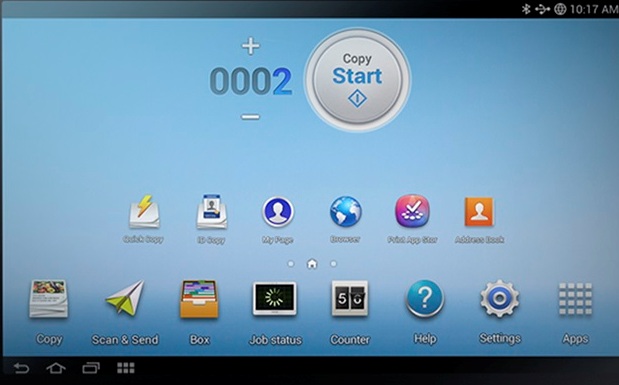 10:17 AM
Copy
Start
0002
Quick Copy
ID Copy
My Page
Browser
Print App Stor
Address Book
Copy
Scan & Send
Box
Job status
Counter
Help
Settings
Apps